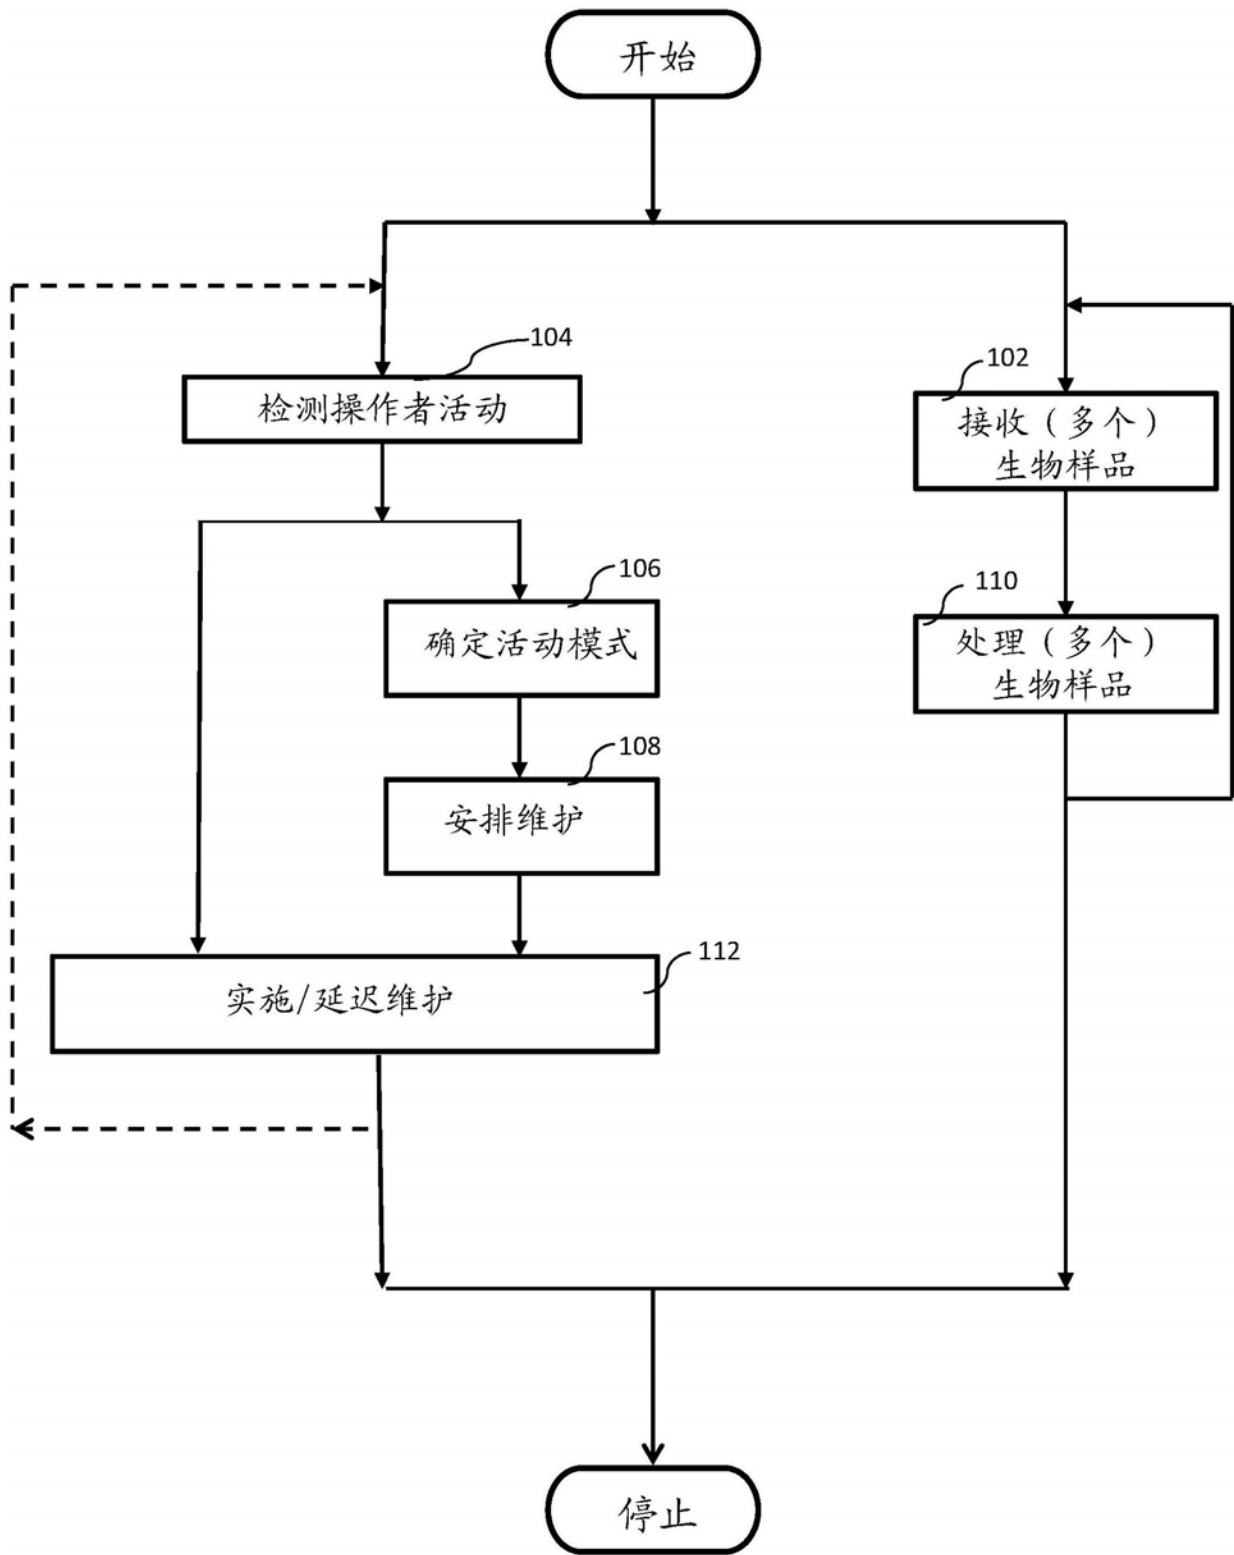 开始
104
检测操作者活动
102
接收（多个）
生物样品
106
确定活动模式
110
处理（多个）
生物样品
108
安排维护
112
实施/延迟维护
停止